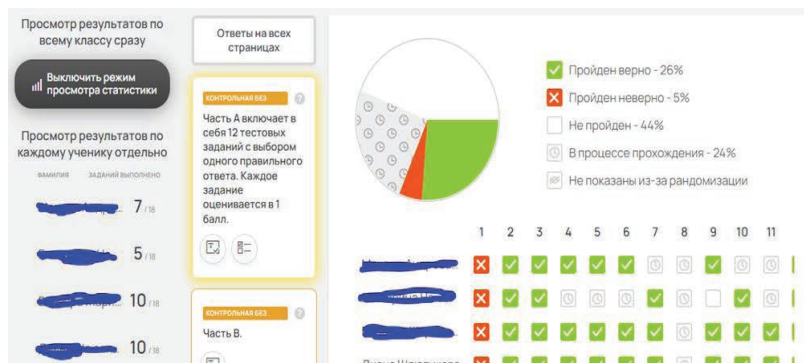 Просмотр результатов по
всему классу сразу
Выключить режим
просмотра статистики
Просмотр результатов по
каждому ученику отдельно
ФАМИЛИЯ ЗАДАНИЙ ВЫПОЛНЕНО
7 /18
5 /18
10 /18
10 /18
Ответы на всех
страницах
КОНТРОЛЬНАЯ БЕЗ ?
Часть А включает в
себя 12 тестовых
заданий с выбором
одного правильного
ответа. Каждое
задание
оценивается в 1
балл.
КОНТРОЛЬНАЯ БЕЗ ?
Часть В.
Пройден верно - 26%
Пройден неверно - 5%
Не пройден - 44%
В процессе прохождения - 24%
Не показаны из-за рандомизации
1 2 3 4 5 6 7 8 9 10 11